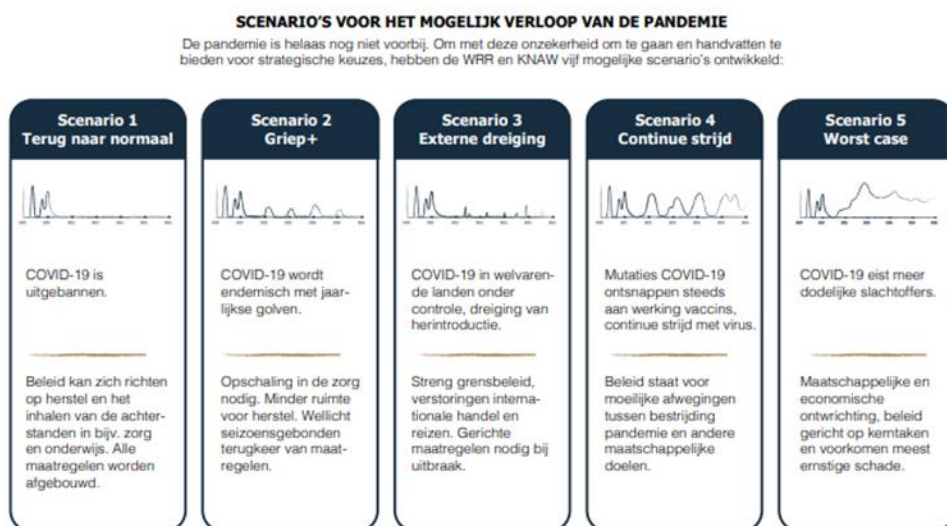 SCENARIO'S VOOR HET MOGELIJK VERLOOP VAN DE PANDEMIE
De pandemie is helaas nog niet voorbij. Om met deze onzekerheid om te gaan en handvatten te
bieden voor strategische keuzes, hebben de WRR en KNAW vijf mogelijke scenario's ontwikkeld:
Scenario 1
Terug naar normaal
COVID-19 is
uitgebannen.
Beleid kan zich richten
op herstel en het
inhalen van de achter-
standen in bijv. zorg
en onderwijs. Alle
maatregelen worden
afgebouwd.
Scenario 2
Griep+
COVID-19 wordt
endemisch met jaar-
lijkse golven.
Opschaling in de zorg
nodig. Minder ruimte
voor herstel. Wellicht
seizoensgebonden
terugkeer van maat-
regelen.
Scenario 3
Externe dreiging
COVID-19 in welvaren-
de landen onder
controle, dreiging van
herintroductie.
Streng grensbeleid,
verstoringen interna-
tionale handel en
reizen. Gerichte
maatregelen nodig bij
uitbraak.
Scenario 4
Continue strijd
Mutaties COVID-19
ontsnappen steeds
aan werking vaccins,
continue strijd met virus.
Beleid staat voor
moeilijke afwegingen
tussen bestrijding
pandemie en andere
maatschappelijke
doelen.
Scenario 5
Worst case
COVID-19 eist meer
dodelijke slachtoffers.
Maatschappelijke en
economische
ontwrichting, beleid
gericht op kerntaken
en voorkomen meest
ernstige schade.